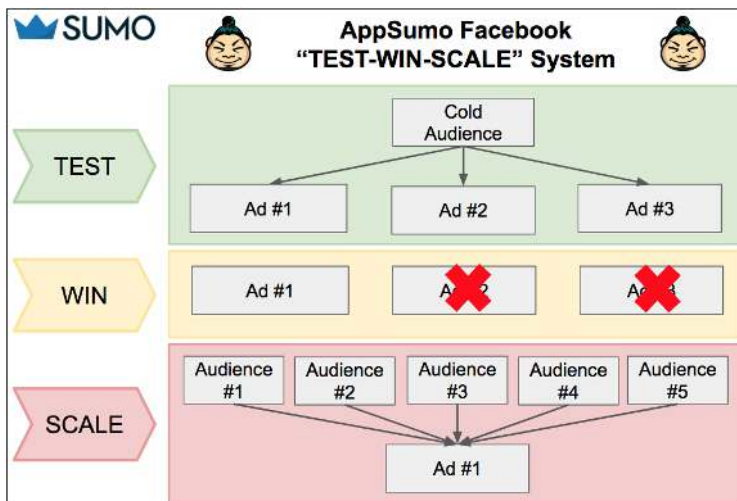 SUMO
AppSumo Facebook
“TEST-WIN-SCALE” System
TEST
Cold
Audience
Ad #1
Ad #2
Ad #3
WIN
Ad #1
SCALE
Audience
#1
Audience
#2
Audience
#3
Audience
#4
Audience
#5
Ad #1